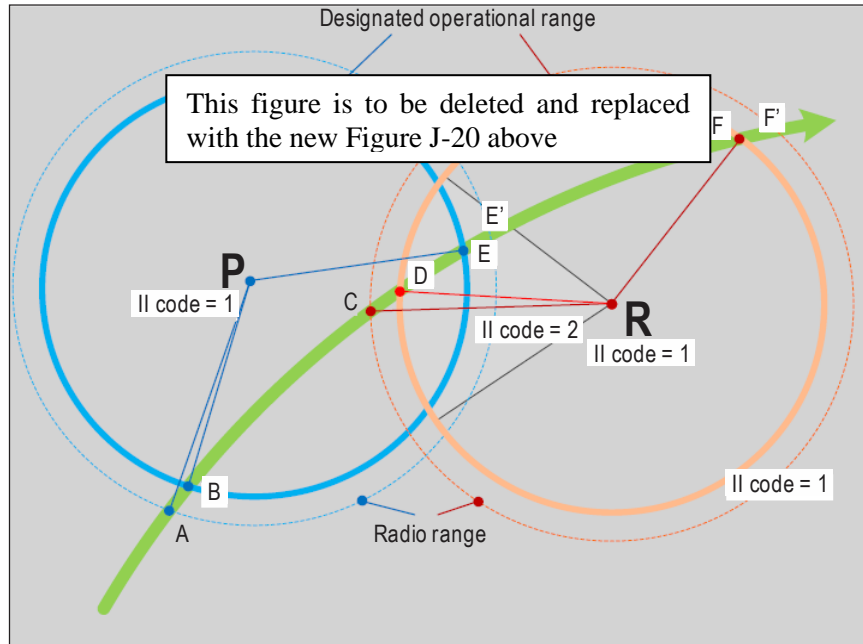 Designated operational range
This figure is to be deleted and replaced
with the new Figure J-20 above
F
F’
E’
E
P
D
II code = 1
C
R
II code = 2
II code = 1
B
II code = 1
A
Radio range